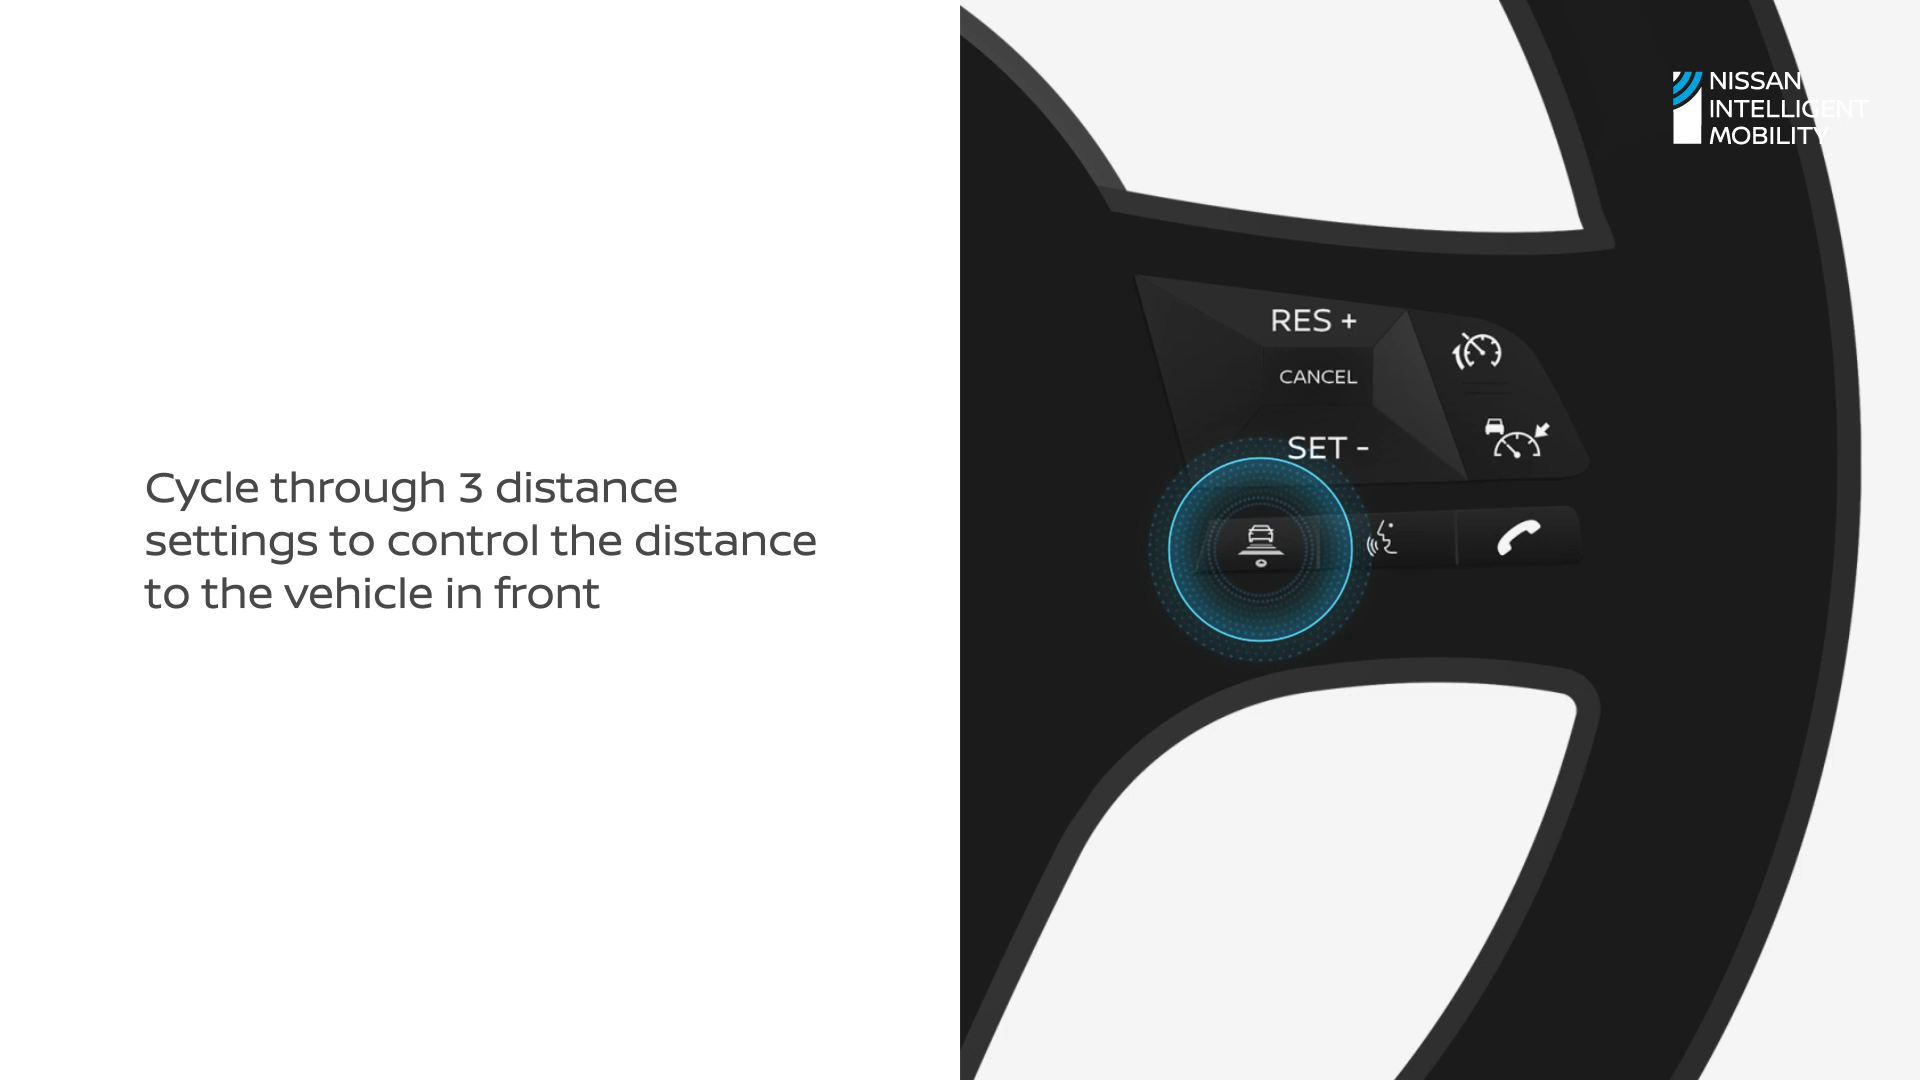 Cycle through 3 distance
settings to control the distance
to the vehicle in front
NISSAN
INTELLIGENT
MOBILITY
RES +
CANCEL
SET -